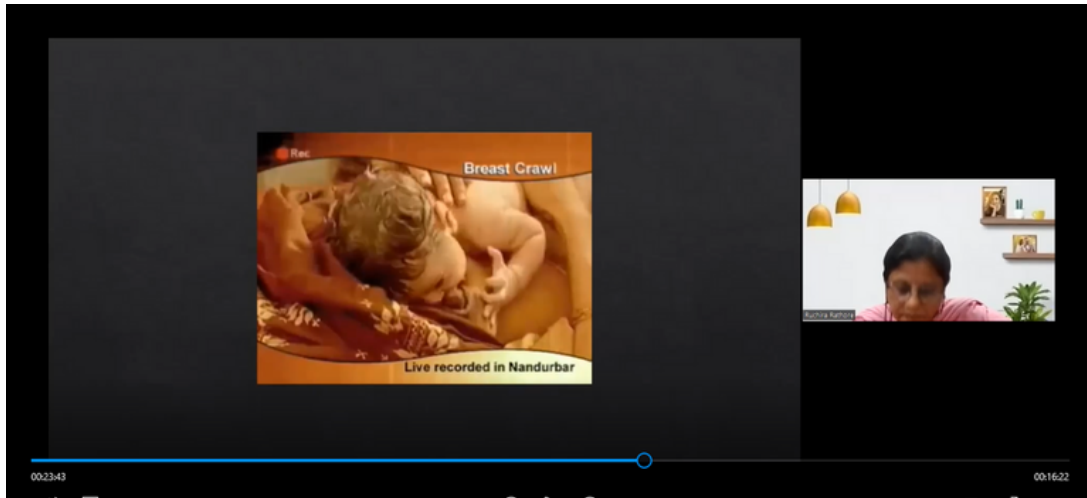 Rec
Breast Crawl
Live recorded in Nandurbar
Ruchira Rathore
00:23:43
00:16:22